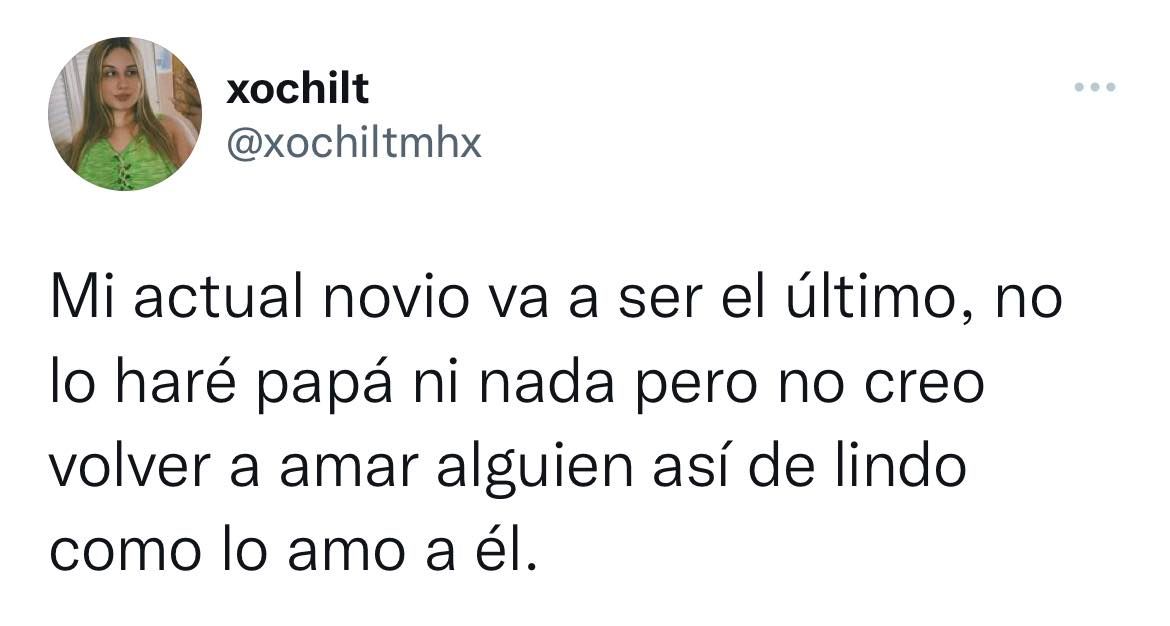 xochilt
@xochiltmhx
Mi actual novio va a ser el último, no
lo haré papá ni nada pero no creo
volver a amar alguien así de lindo
como lo amo a él.